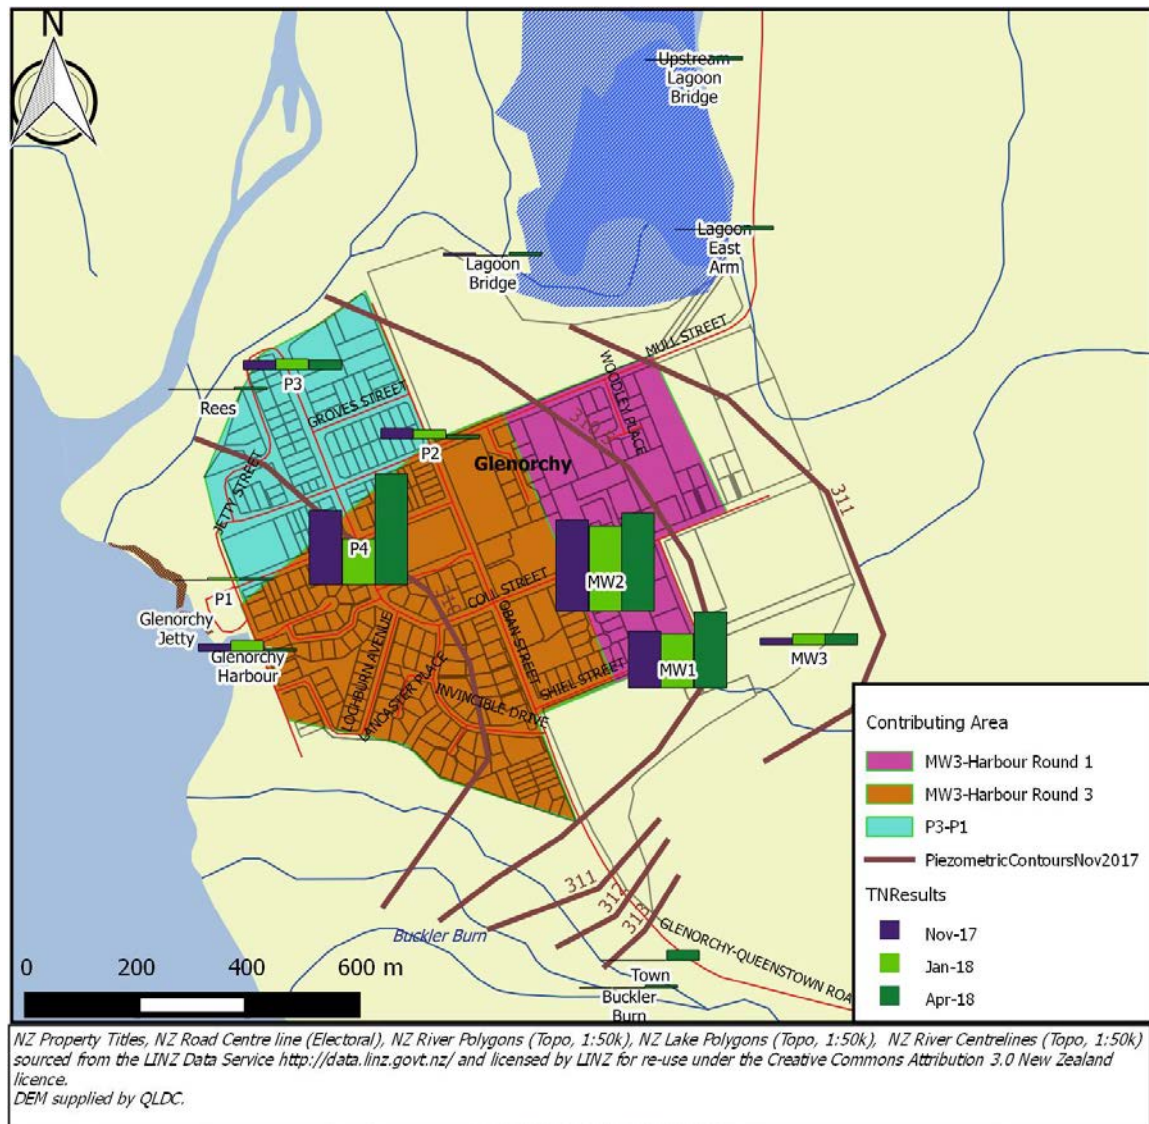 N
Upstream
Lagoon
Bridge
Lagoon
East
Arm
Lagoon
Bridge
MULL STREET
WOODLEY PLACE
P3
Rees
GROVES STREET
P2
Glenorchy
JETTY STREET
311
P4
MW2
COLL STREET
P1
Glenorchy
Jetty
OBAN STREET
Glenorchy
Harbour
LOCHBURN AVENUE
LANCASTER PLACE
INVINCIBLE DRIVE
SHIEL STREET
MW1
MW3
Contributing Area
MW3-Harbour Round 1
MW3-Harbour Round 3
P3-P1
PiezometricContoursNov2017
TNResults
Nov-17
Jan-18
Apr-18
311
312
313
GLENORCHY-QUEENSTOWN ROA
Buckler Burn
Town
Buckler
Burn
0 200 400 600 m
NZ Property Titles, NZ Road Centre line (Electoral), NZ River Polygons (Topo, 1:50k), NZ Lake Polygons (Topo, 1:50k), NZ River Centrelines (Topo, 1:50k)
sourced from the LINZ Data Service http://data.linz.govt.nz/ and licensed by LINZ for re-use under the Creative Commons Attribution 3.0 New Zealand
licence.
DEM supplied by QLDC.